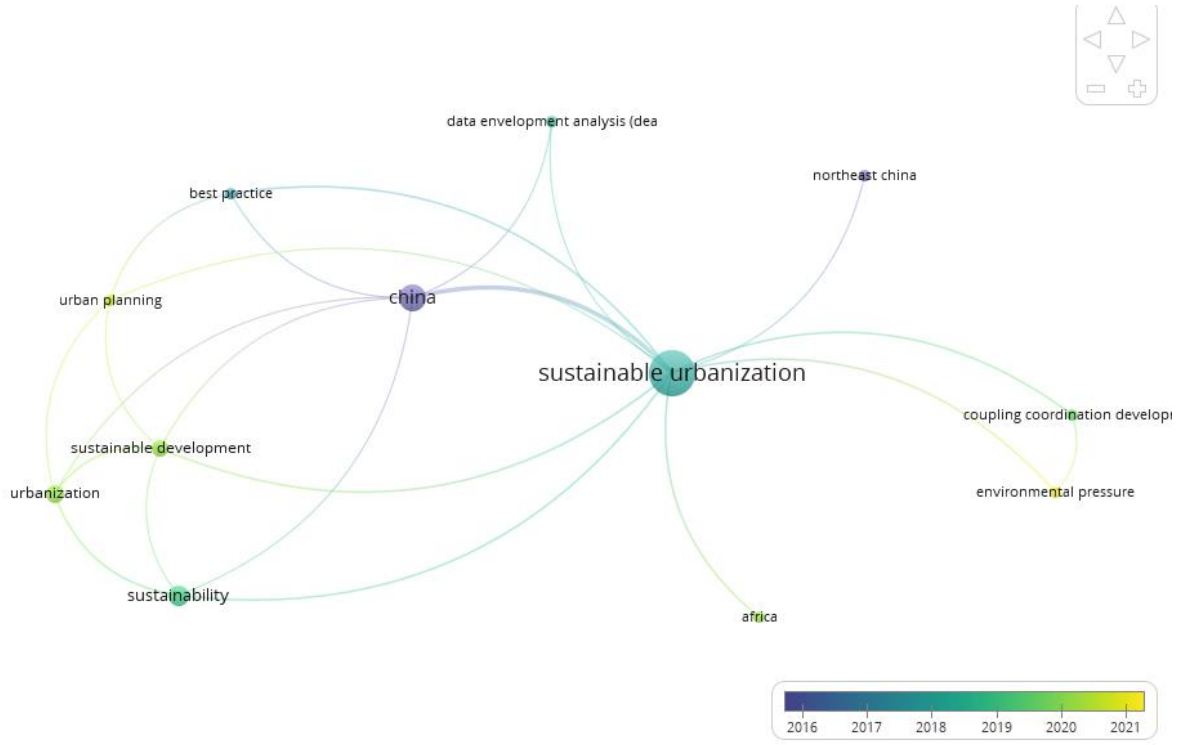 data envelopment analysis (dea
northeast china
best practice
china
urban planning
sustainable urbanization
coupling coordination develop
sustainable development
urbanization
environmental pressure
sustainability
africa
2016 2017 2018 2019 2020 2021